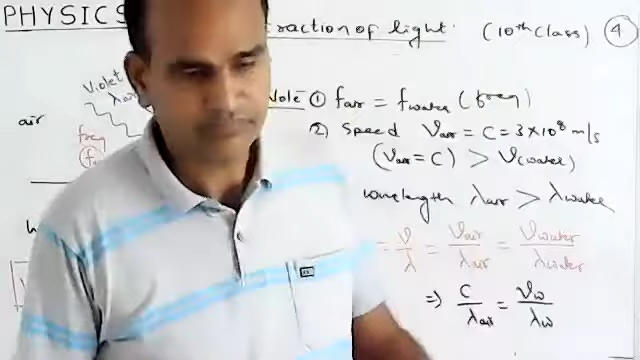 PHYSICS raction of light. (10th Class) 4
Violet
λair
air
freq
Note ① fair = fwater (freq)
2) Speed Vair = C = 3×10⁸ m/s
(Vair = C) > V(water)
wavelength λair > λwater
= V/λ = Vair/λair = Vwater/λwater
⇒ C/λair = Vw/λw